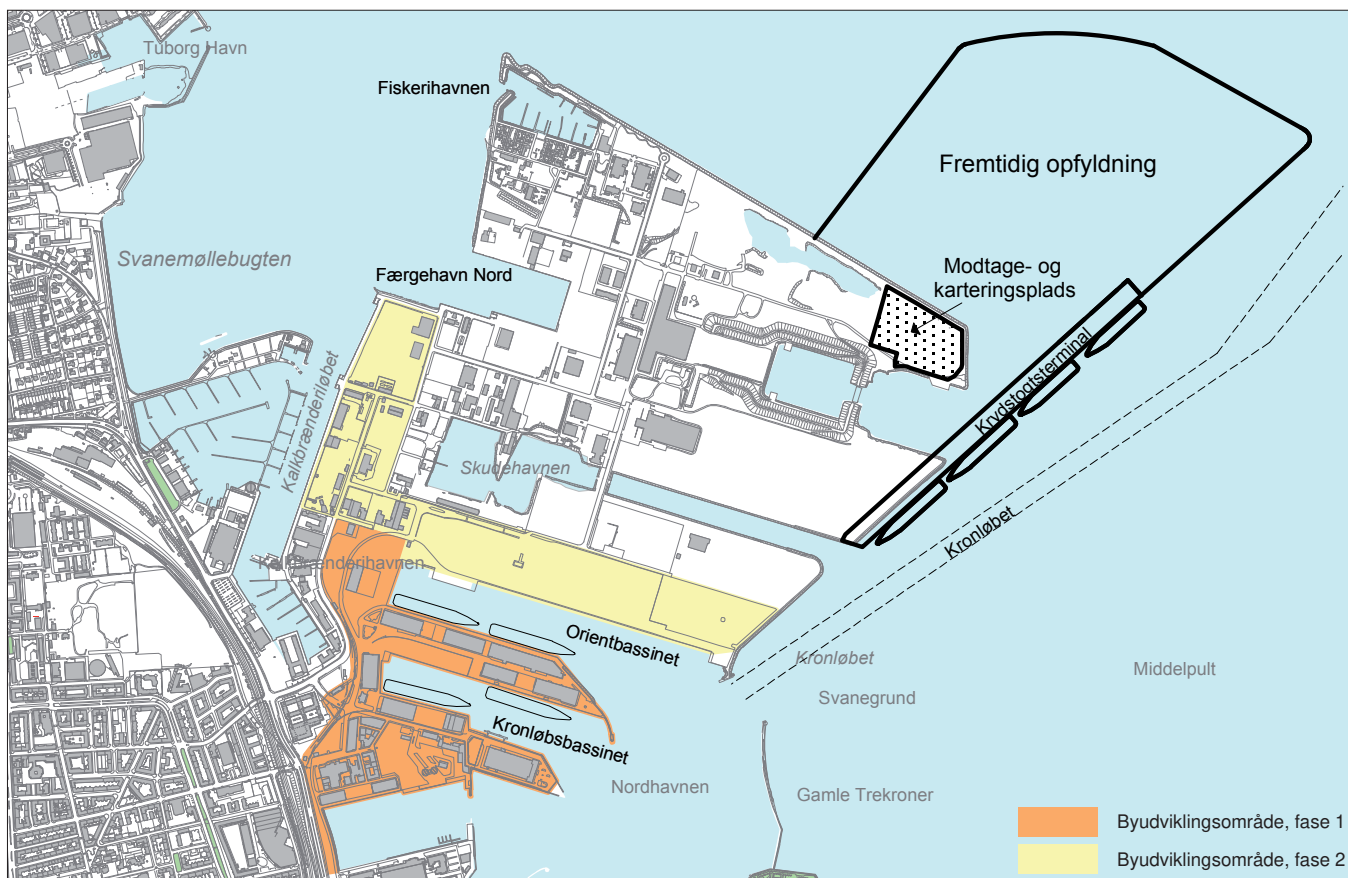 Tuborg Havn
Fiskerihavnen
Fremtidig opfyldning
Svanemøllebugten
Færgehavn Nord
Modtage- og
karteringsplads
Kalkbrænderiløbet
Krydstogtsterminal
Skudehavnen
Kronløbet
Kalkbrænderihavnen
Orientbassinet
Kronløbet
Middelpult
Svanegrund
Kronløbsbassinet
Nordhavnen
Gamle Trekroner
Byudviklingsområde, fase 1
Byudviklingsområde, fase 2